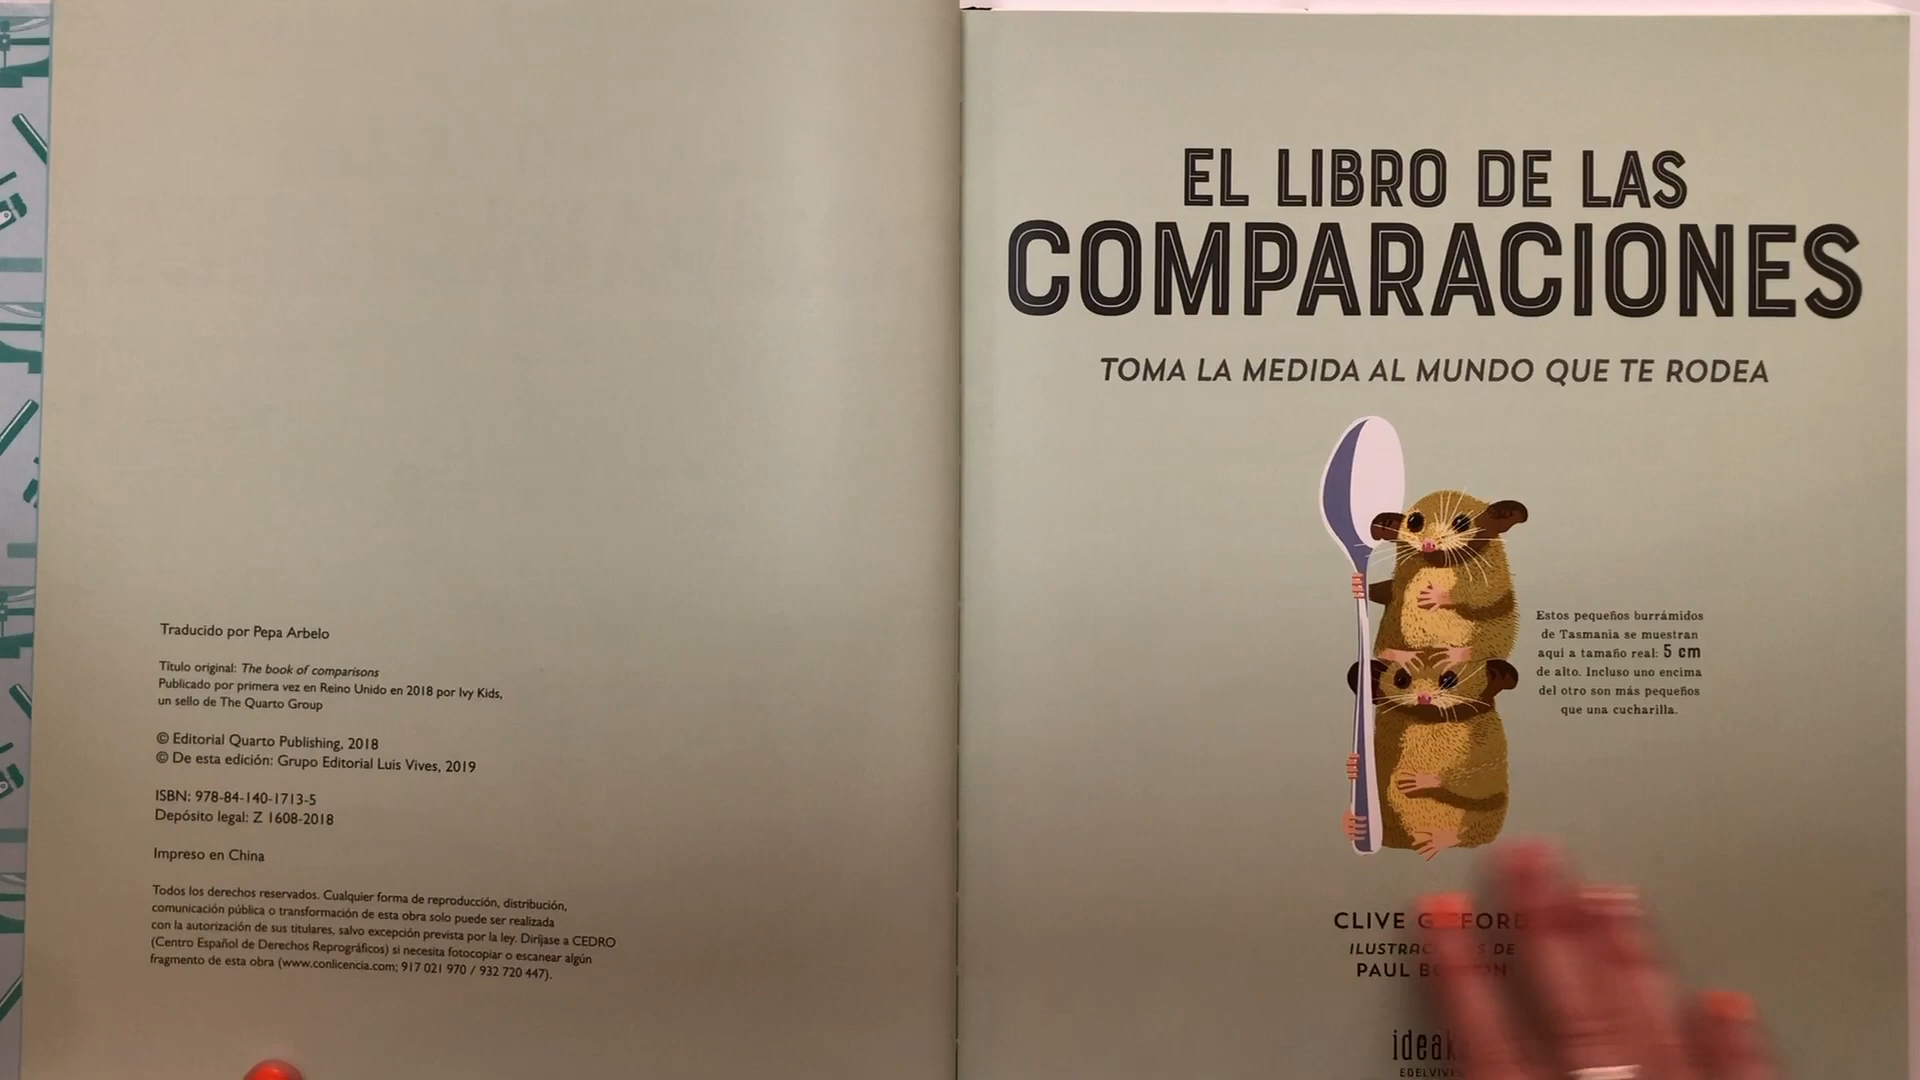 Traducido por Pepa Arbelo
Título original: The book of comparisons
Publicado por primera vez en Reino Unido en 2018 por Ivy Kids,
un sello de The Quarto Group
© Editorial Quarto Publishing, 2018
© De esta edición: Grupo Editorial Luis Vives, 2019
ISBN: 978-84-140-1713-5
Depósito legal: Z 1608-2018
Impreso en China
Todos los derechos reservados. Cualquier forma de reproducción, distribución,
comunicación pública o transformación de esta obra solo puede ser realizada
con la autorización de sus titulares, salvo excepción prevista por la ley. Diríjase a CEDRO
(Centro Español de Derechos Reprográficos) si necesita fotocopiar o escanear algún
fragmento de esta obra (www.conlicencia.com; 917 021 970 / 932 720 447).
EL LIBRO DE LAS
COMPARACIONES
TOMA LA MEDIDA AL MUNDO QUE TE RODEA
Estos pequeños burrámidos
de Tasmania se muestran
aquí a tamaño real: 5 cm
de alto. Incluso uno encima
del otro son más pequeños
que una cucharilla.
CLIVE
DE
PAUL